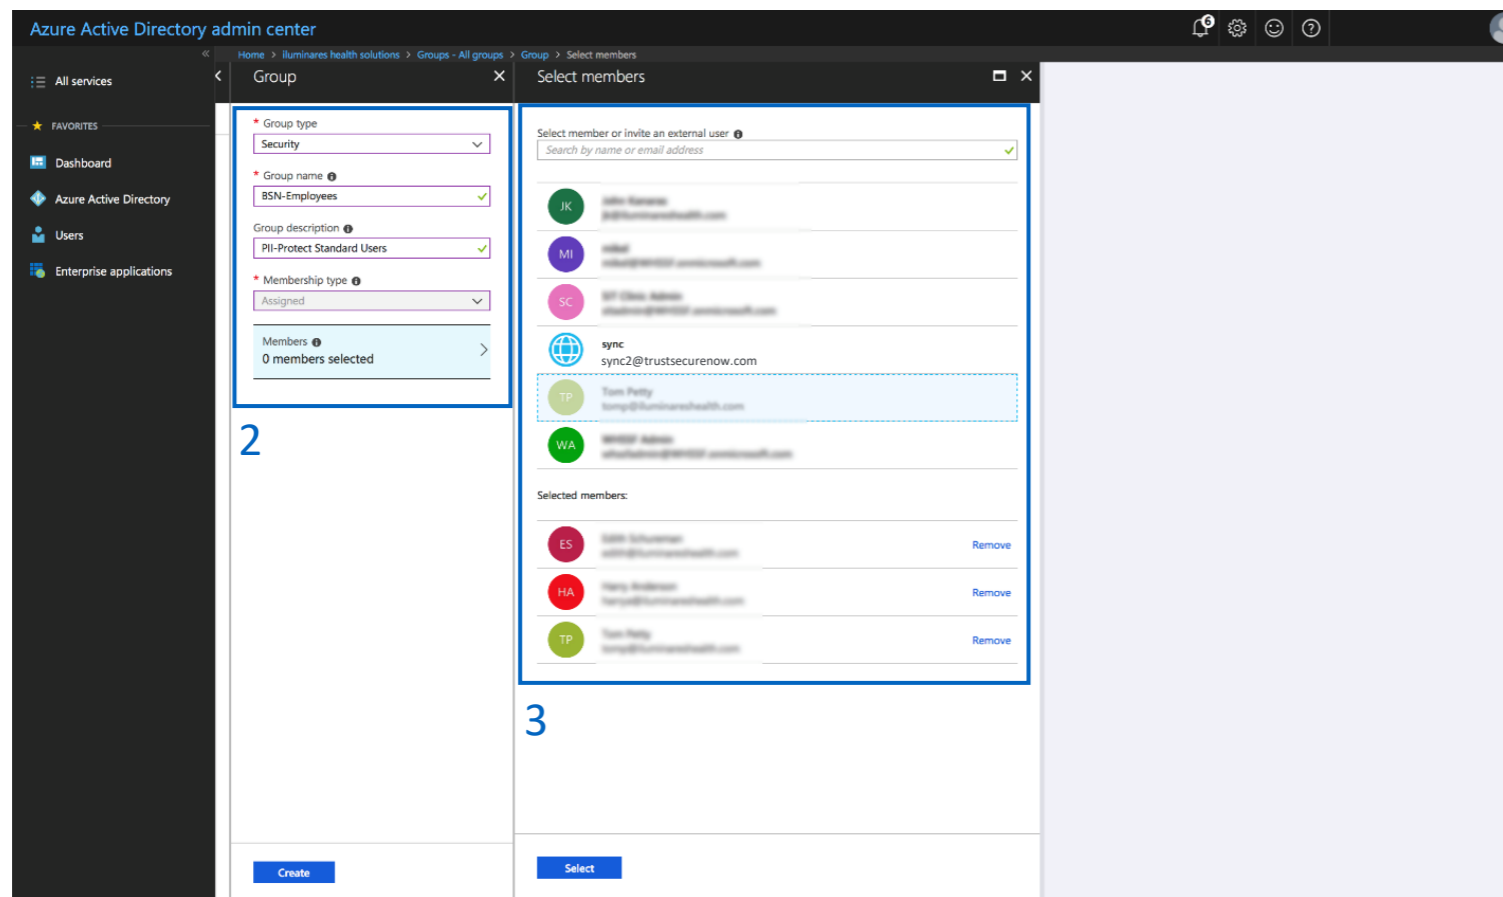 Azure Active Directory admin center
6
«
Home > iluminares health solutions > Groups - All groups > Group > Select members
All services
FAVORITES
Dashboard
Azure Active Directory
Users
Enterprise applications
Group
* Group type
Security
* Group name
BSN-Employees
Group description
PII-Protect Standard Users
* Membership type
Assigned
Members
0 members selected
2
Create
Select members
Select member or invite an external user
Search by name or email address
JK
MI
SC
sync
sync2@trustsecurenow.com
TP
Tom Petty
WA
Selected members:
ES
Remove
HA
Remove
TP
Remove
3
Select